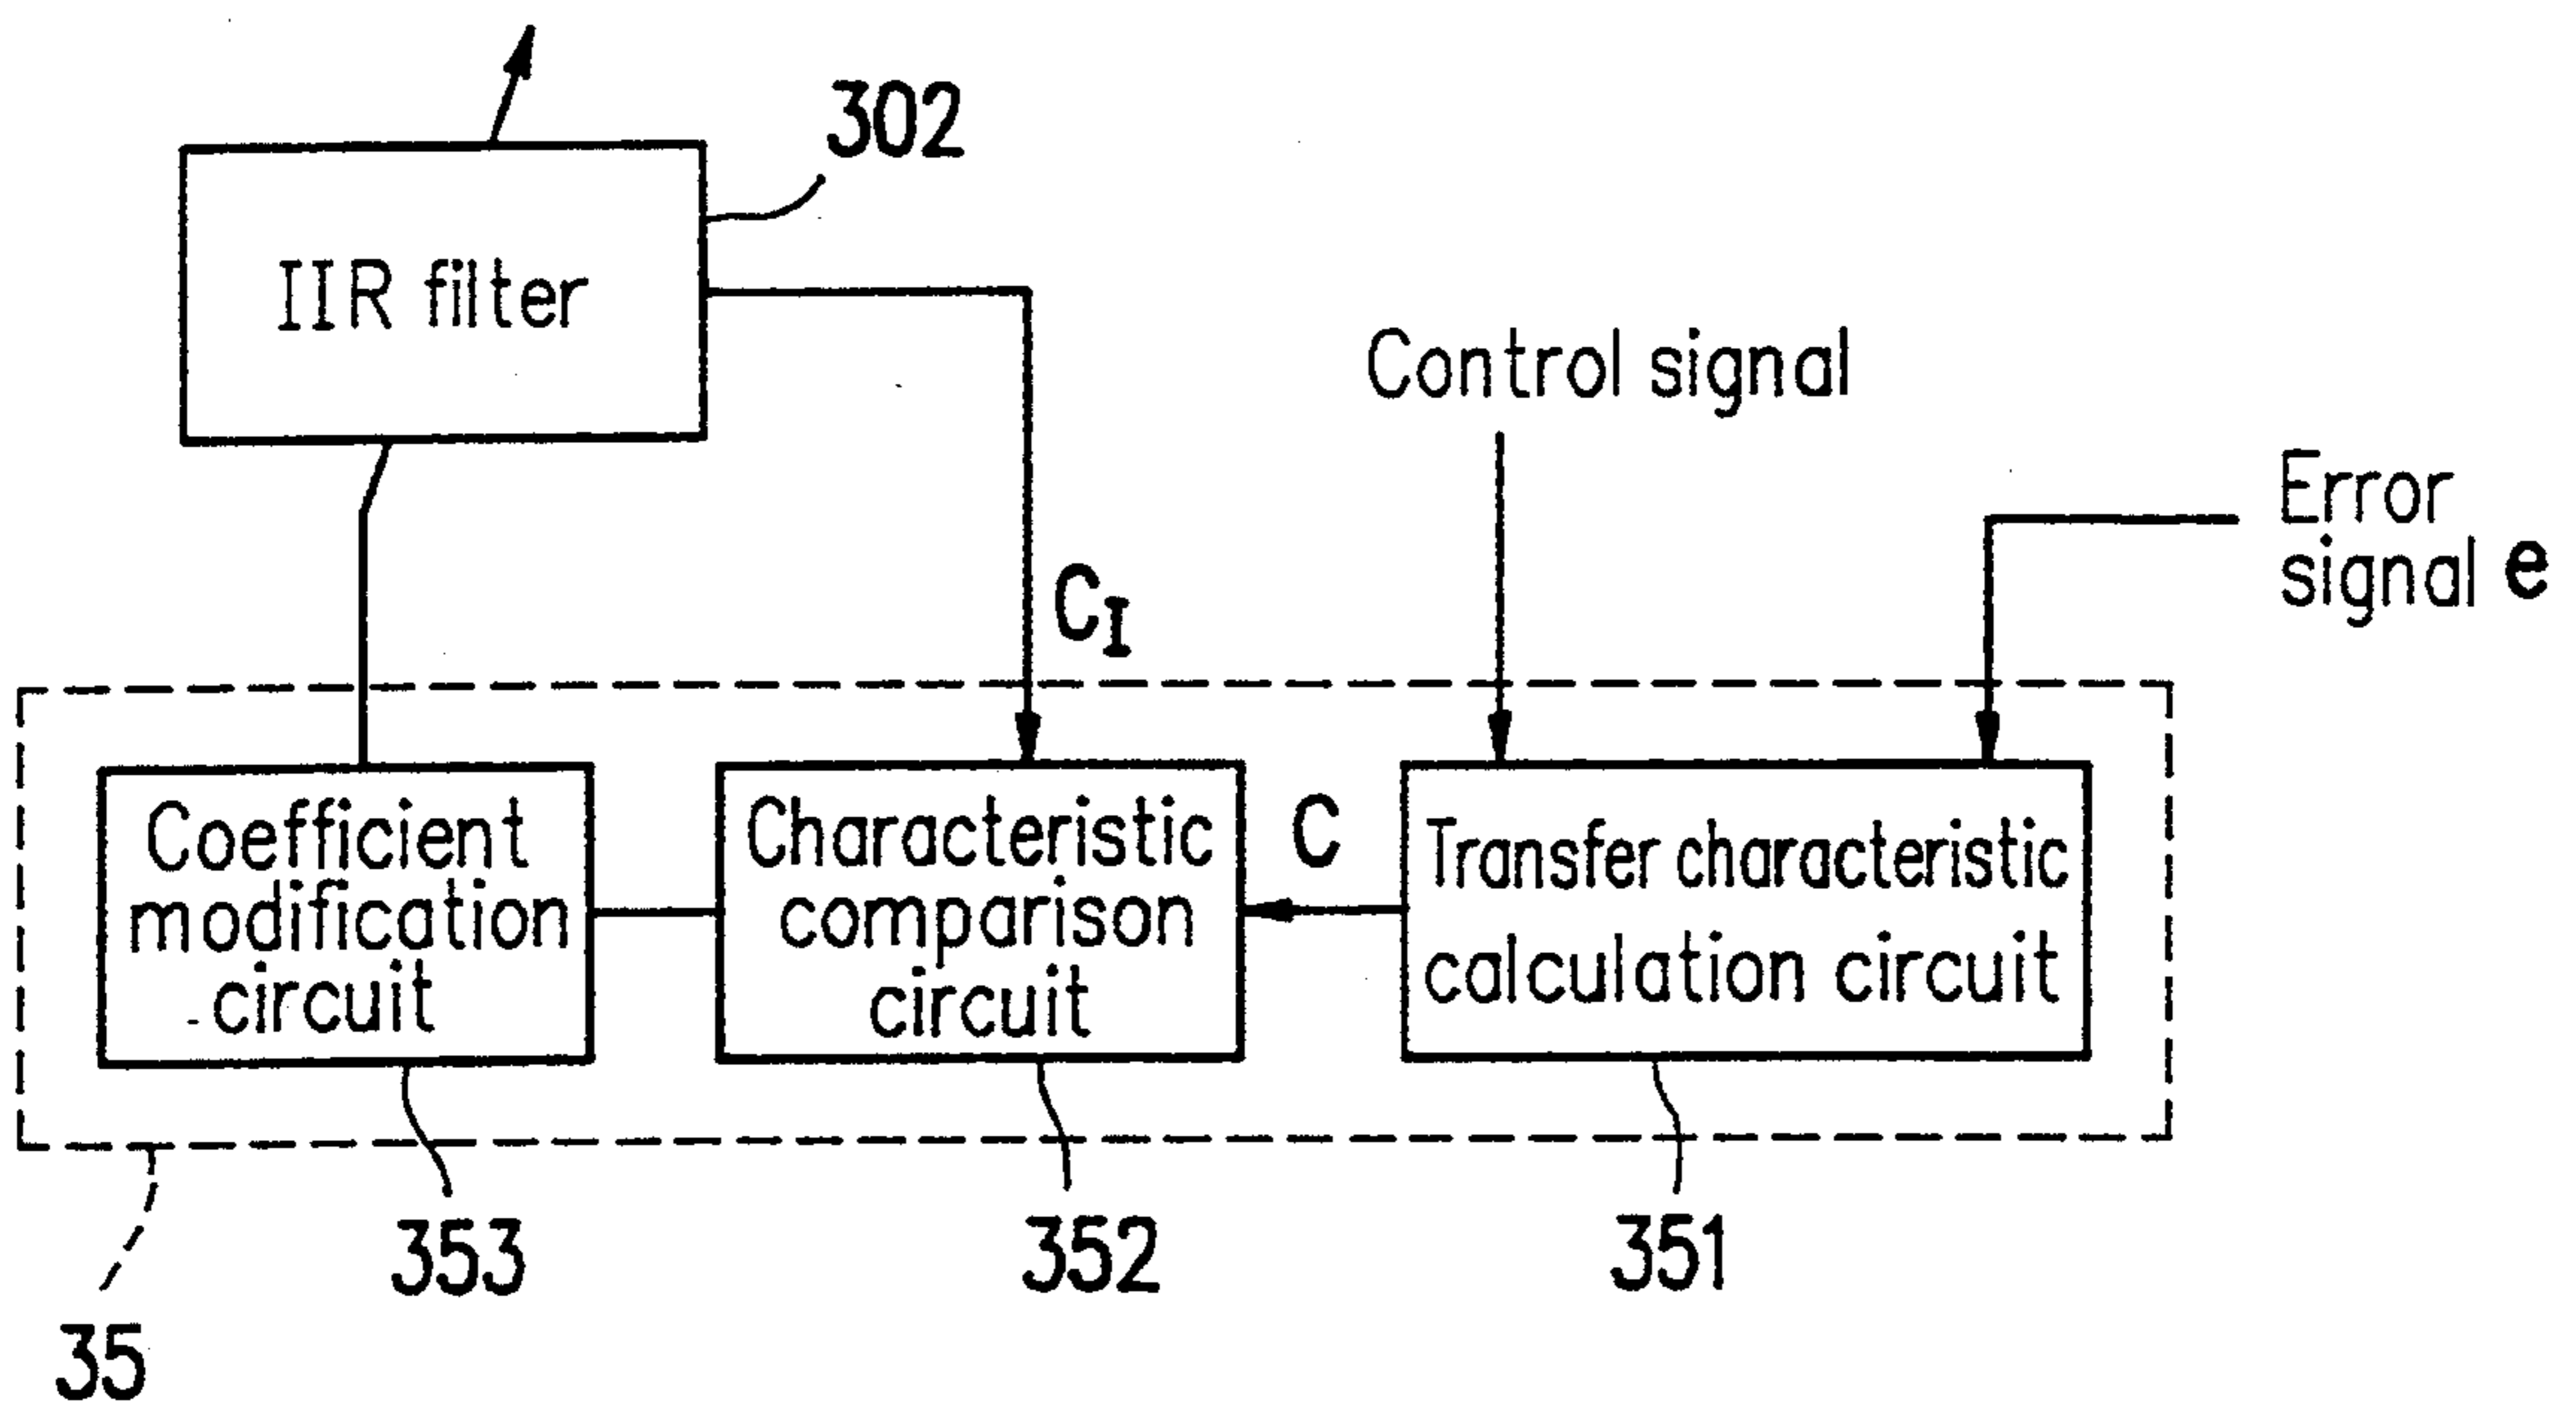 302
IIR filter
Control signal
Error
signal e
C_I
Coefficient
modification
circuit
Characteristic
comparison
circuit
C
Transfer characteristic
calculation circuit
353
352
351
35